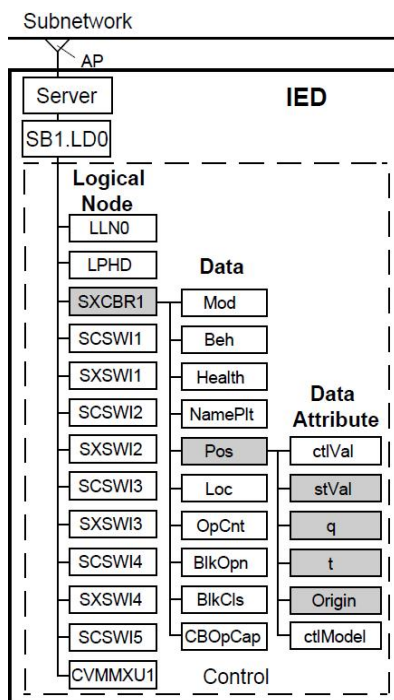 Subnetwork
AP
Server
IED
SB1.LD0
Logical
Node
LLN0
LPHD
SXCBR1
SCSWI1
SXSWI1
SCSWI2
SXSWI2
SCSWI3
SXSWI3
SCSWI4
SXSWI4
SCSWI5
CVMMXU1
Data
Mod
Beh
Health
NamePlt
Pos
Loc
OpCnt
BlkOpn
BlkCls
CBOpCap
Data
Attribute
ctlVal
stVal
q
t
Origin
ctlModel
Control